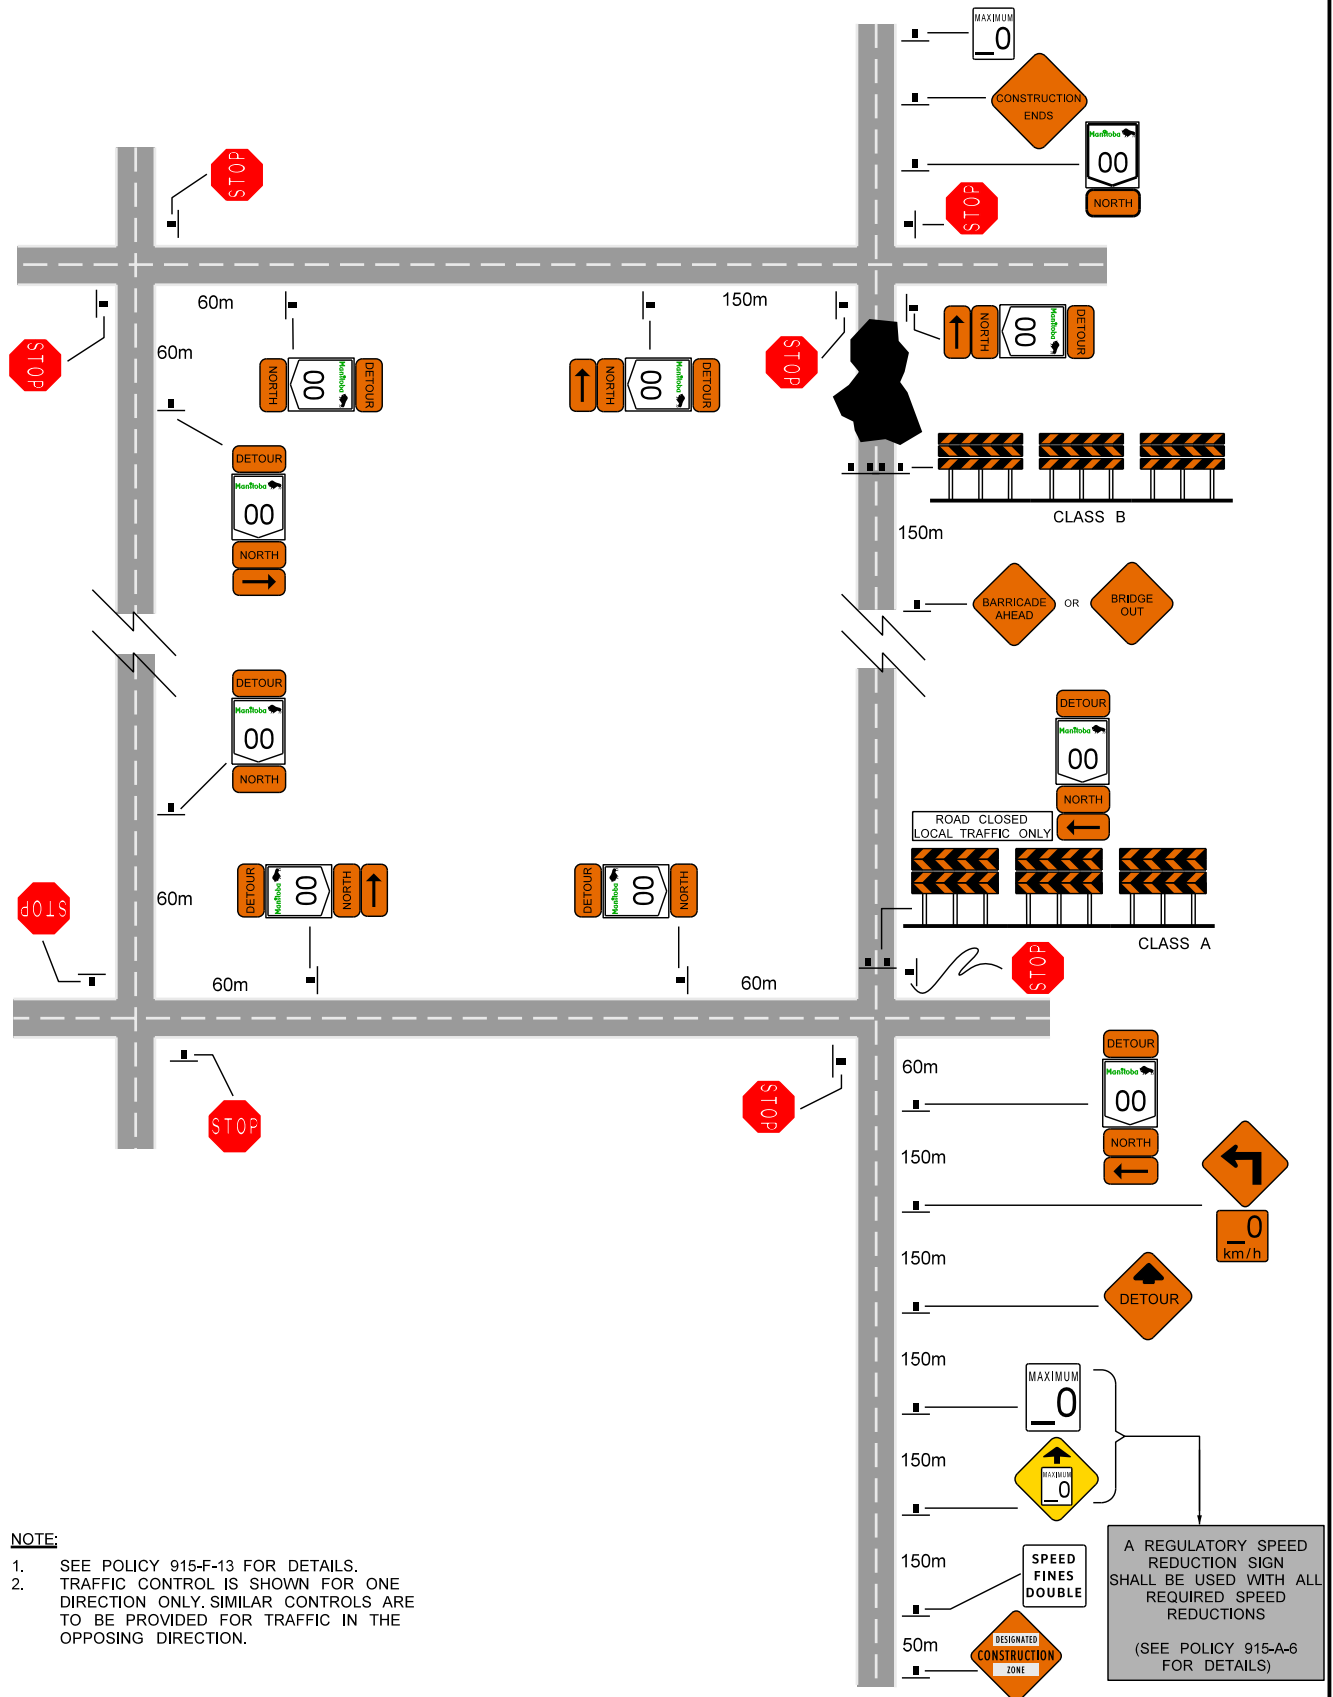 MAXIMUM
_0
CONSTRUCTION
ENDS
Manitoba
00
NORTH
STOP
STOP
60m
150m
STOP
60m
NORTH
00
Manitoba
DETOUR
NORTH
00
Manitoba
DETOUR
STOP
NORTH
00
Manitoba
DETOUR
DETOUR
Manitoba
00
NORTH
CLASS B
150m
BARRICADE
AHEAD
OR
BRIDGE
OUT
DETOUR
Manitoba
00
NORTH
DETOUR
Manitoba
00
NORTH
ROAD CLOSED
LOCAL TRAFFIC ONLY
60m
DETOUR
Manitoba
00
NORTH
DETOUR
Manitoba
00
NORTH
STOP
CLASS A
STOP
60m
60m
STOP
STOP
60m
DETOUR
Manitoba
00
NORTH
150m
_0
km/h
150m
DETOUR
150m
MAXIMUM
_0
150m
MAXIMUM
_0
150m
SPEED
FINES
DOUBLE
50m
DESIGNATED
CONSTRUCTION
ZONE
A REGULATORY SPEED
REDUCTION SIGN
SHALL BE USED WITH ALL
REQUIRED SPEED
REDUCTIONS
(SEE POLICY 915-A-6
FOR DETAILS)
NOTE:
1. SEE POLICY 915-F-13 FOR DETAILS.
2. TRAFFIC CONTROL IS SHOWN FOR ONE
DIRECTION ONLY. SIMILAR CONTROLS ARE
TO BE PROVIDED FOR TRAFFIC IN THE
OPPOSING DIRECTION.